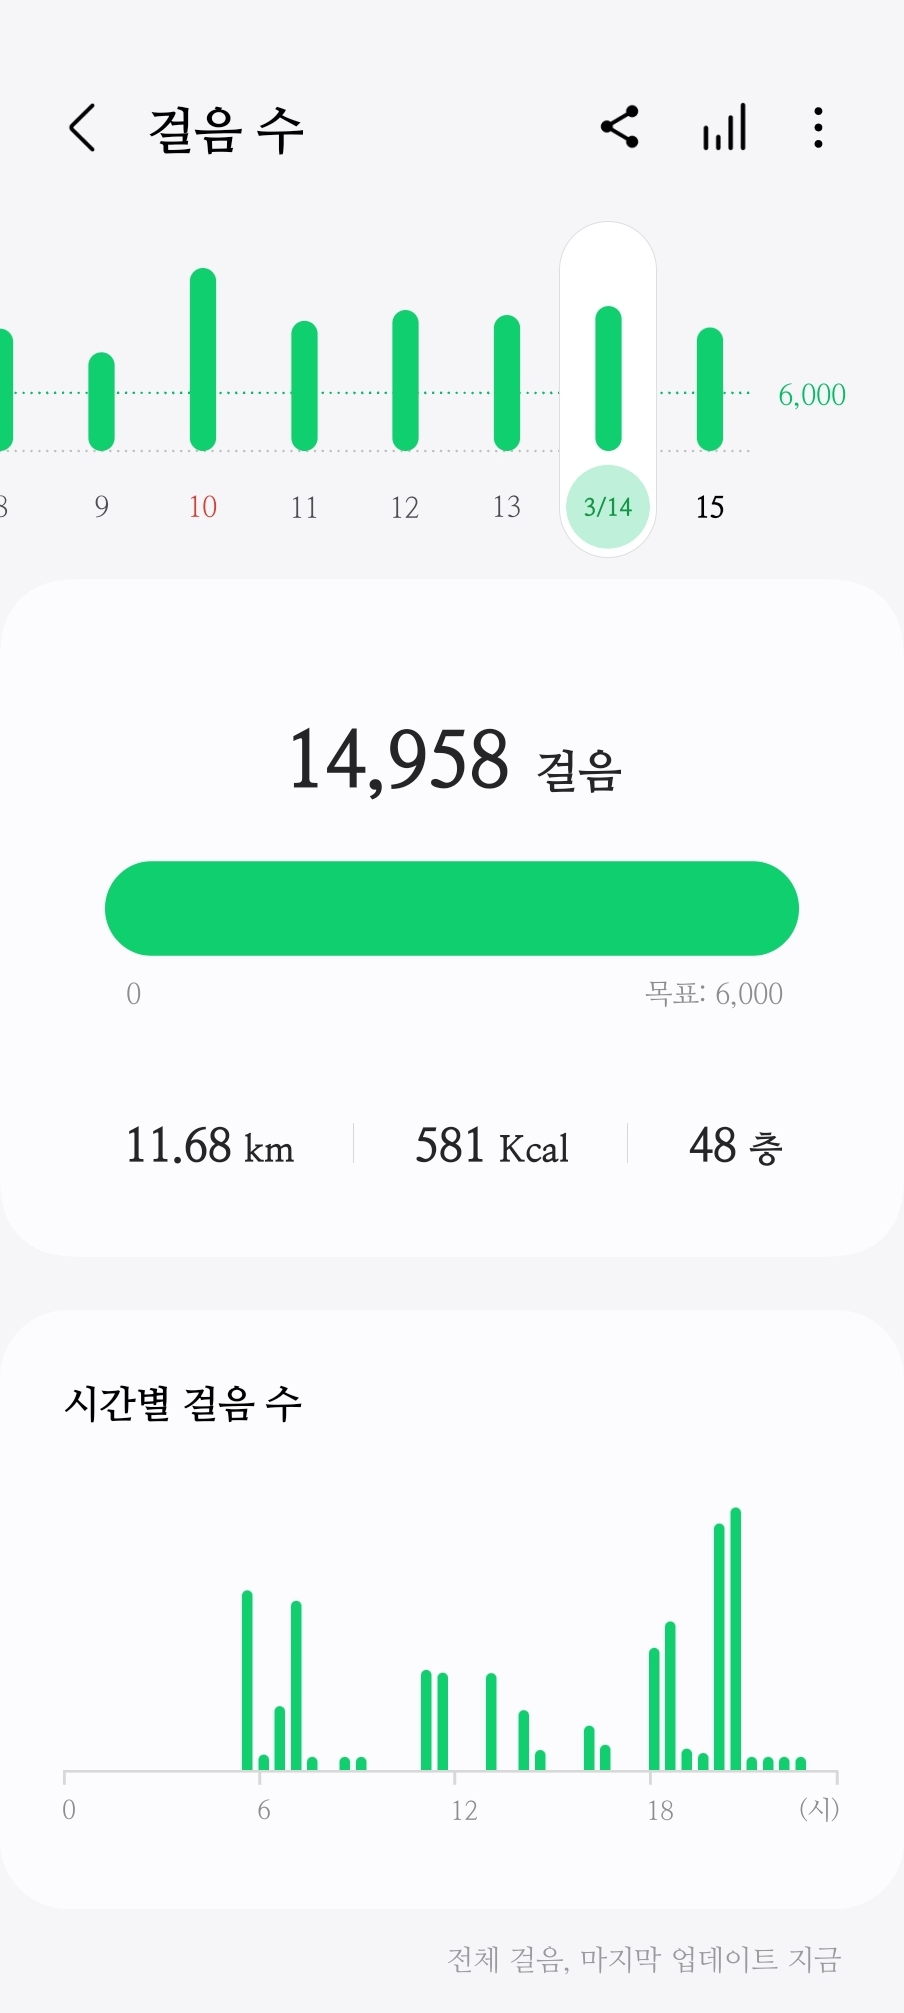 걸음 수
6,000
8 9 10 11 12 13 3/14 15
14,958 걸음
0 목표: 6,000
11.68 km 581 Kcal 48 층
시간별 걸음 수
0 6 12 18 (시)
전체 걸음, 마지막 업데이트 지금